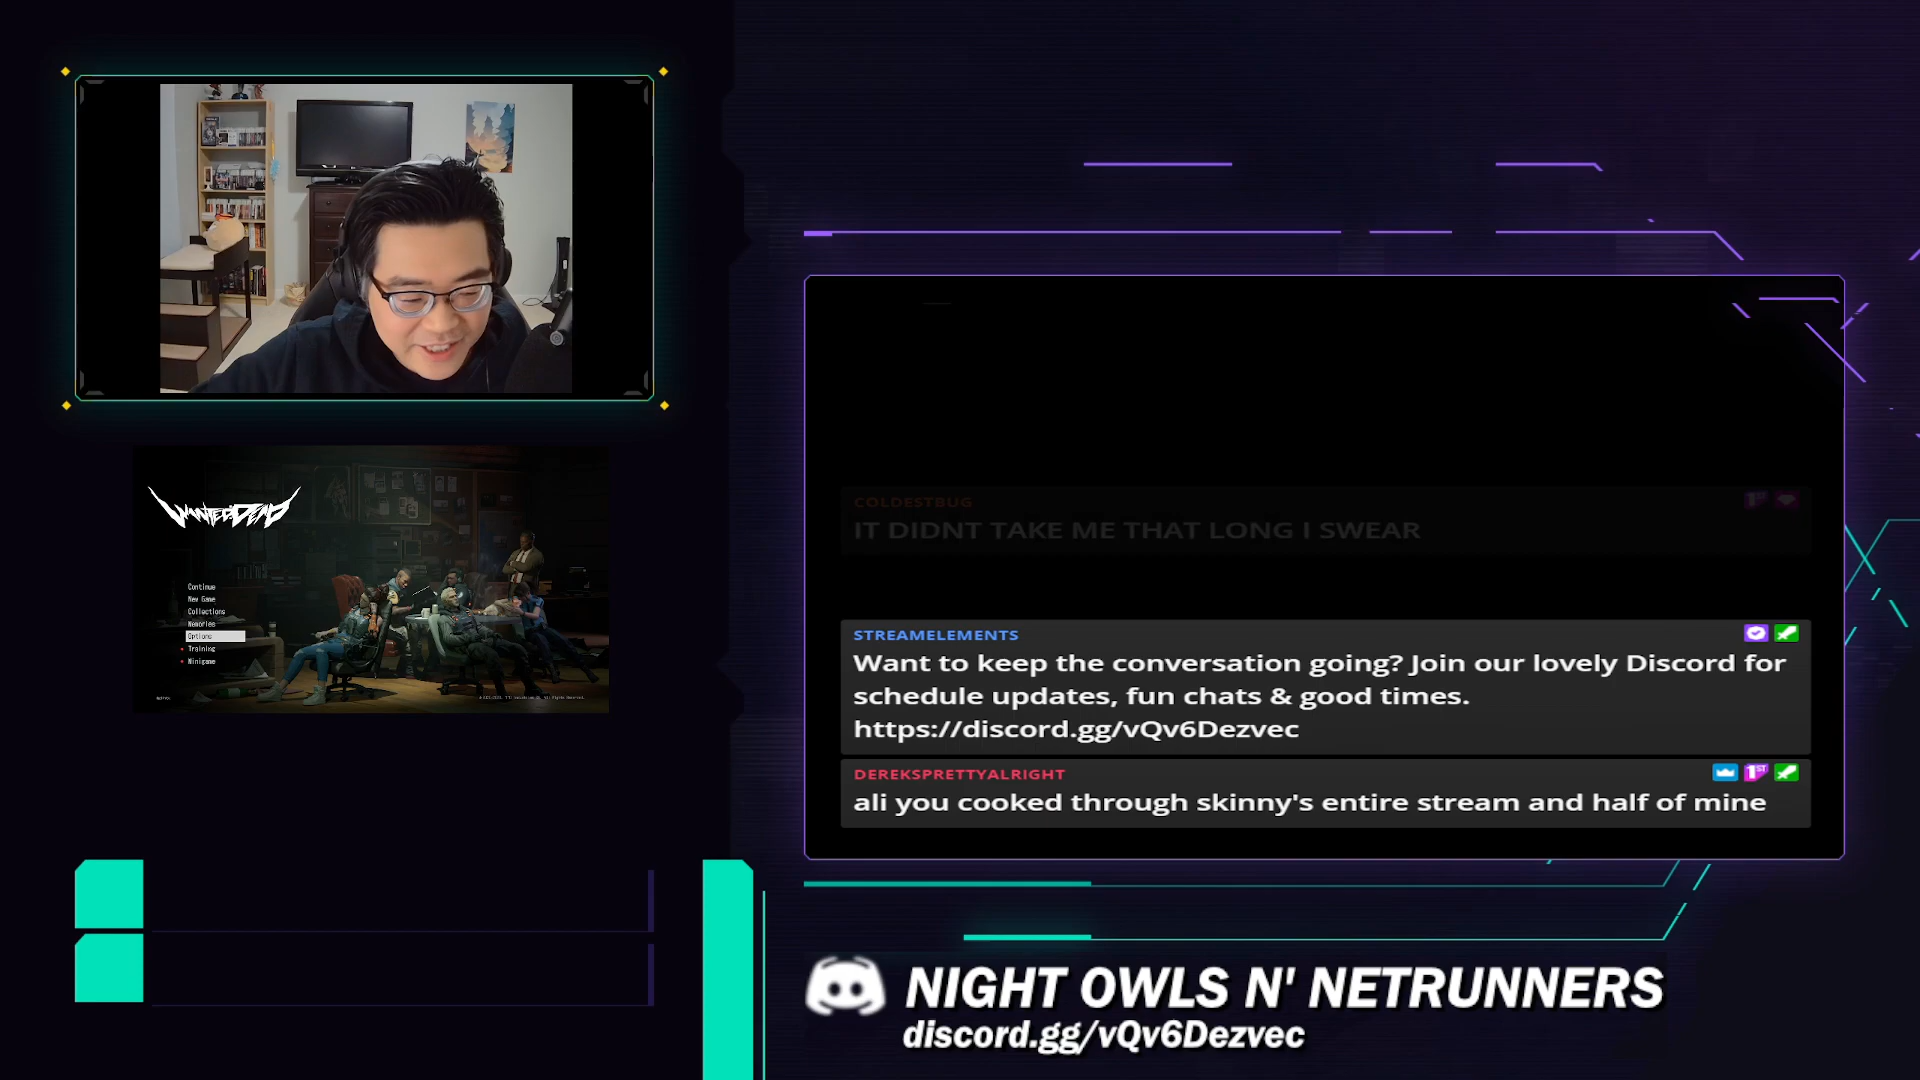 WANTED: DEAD
Continue
New Game
Collections
Memories
Options
Training
Minigame
COLDESTBUG
IT DIDNT TAKE ME THAT LONG I SWEAR
STREAMELEMENTS
Want to keep the conversation going? Join our lovely Discord for
schedule updates, fun chats & good times.
https://discord.gg/vQv6Dezvec
DEREKSPRETTYALRIGHT
1ST
ali you cooked through skinny's entire stream and half of mine
NIGHT OWLS N' NETRUNNERS
discord.gg/vQv6Dezvec